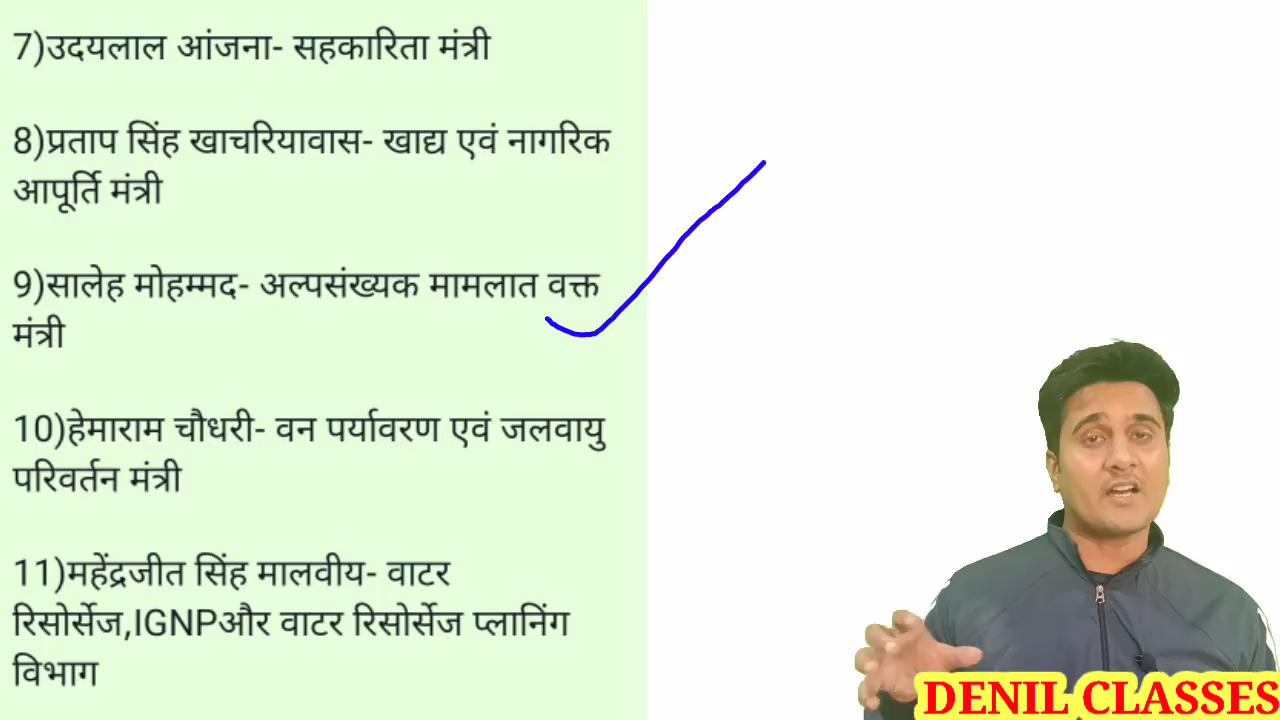 7)उदयलाल आंजना- सहकारिता मंत्री
8)प्रताप सिंह खाचरियावास- खाद्य एवं नागरिक
आपूर्ति मंत्री
9)सालेह मोहम्मद- अल्पसंख्यक मामलात वक्त
मंत्री
10)हेमाराम चौधरी- वन पर्यावरण एवं जलवायु
परिवर्तन मंत्री
11)महेंद्रजीत सिंह मालवीय- वाटर
रिसोर्सेज,IGNPऔर वाटर रिसोर्सेज प्लानिंग
विभाग
DENIL CLASSES